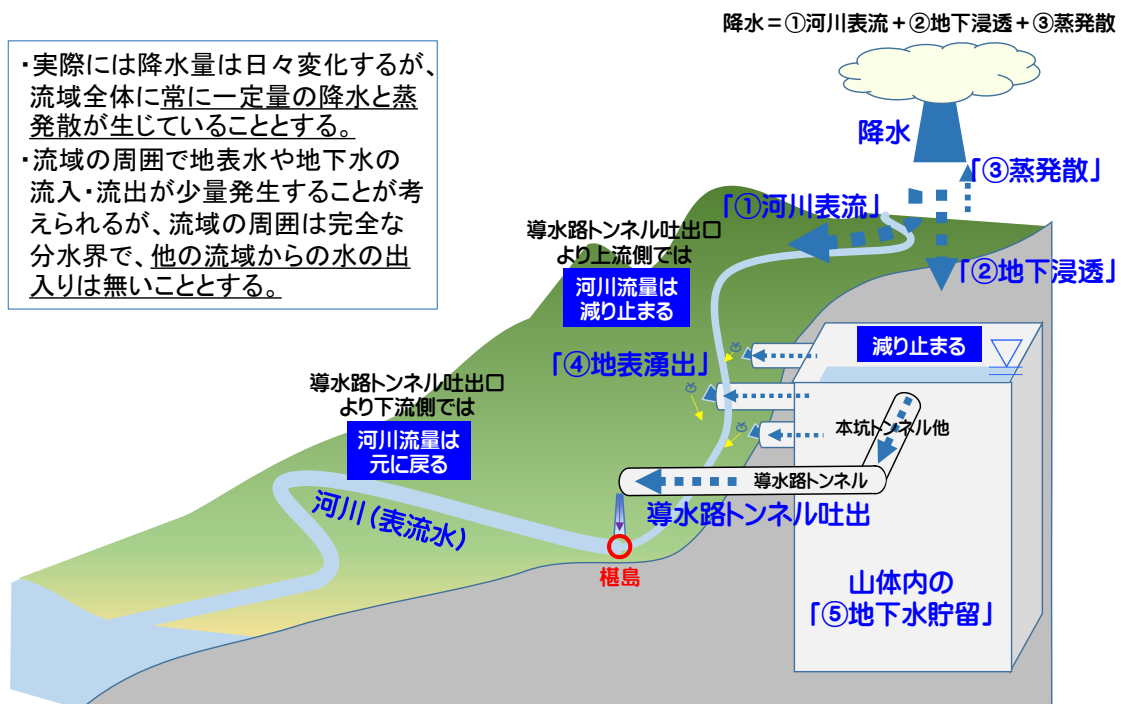 降水=①河川表流+②地下浸透+③蒸発散
・実際には降水量は日々変化するが、
流域全体に常に一定量の降水と蒸
発散が生じていることとする。
・流域の周囲で地表水や地下水の
流入・流出が少量発生することが考
えられるが、流域の周囲は完全な
分水界で、他の流域からの水の出
入りは無いこととする。
降水
「③蒸発散」
「①河川表流」
「②地下浸透」
導水路トンネル吐出口
より上流側では
河川流量は
減り止まる
減り止まる
「④地表湧出」
導水路トンネル吐出口
より下流側では
河川流量は
元に戻る
本坑トンネル他
導水路トンネル
導水路トンネル吐出
河川(表流水)
椹島
山体内の
「⑤地下水貯留」